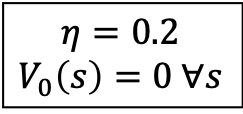 η = 0.2
V₀(s) = 0 ∀s